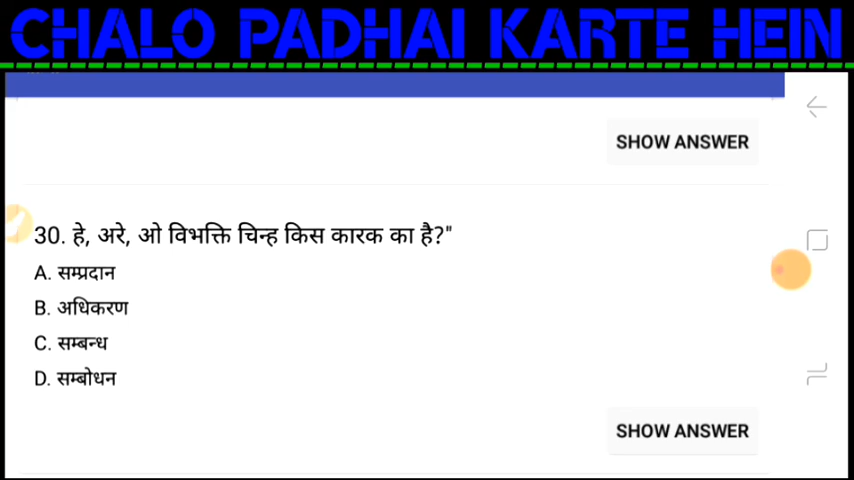 CHALO PADHAI KARTE HEIN
SHOW ANSWER
30. हे, अरे, ओ विभक्ति चिन्ह किस कारक का है?"
A. सम्प्रदान
B. अधिकरण
C. सम्बन्ध
D. सम्बोधन
SHOW ANSWER